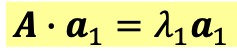 A · a₁ = λ₁a₁